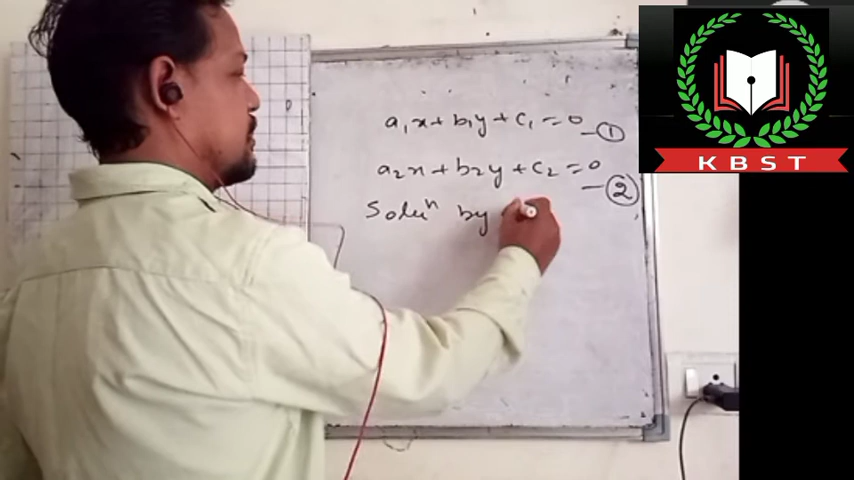 a₁x + b₁y + c₁ = 0 — ①
a₂x + b₂y + c₂ = 0 — ②
Soluⁿ by
KBST